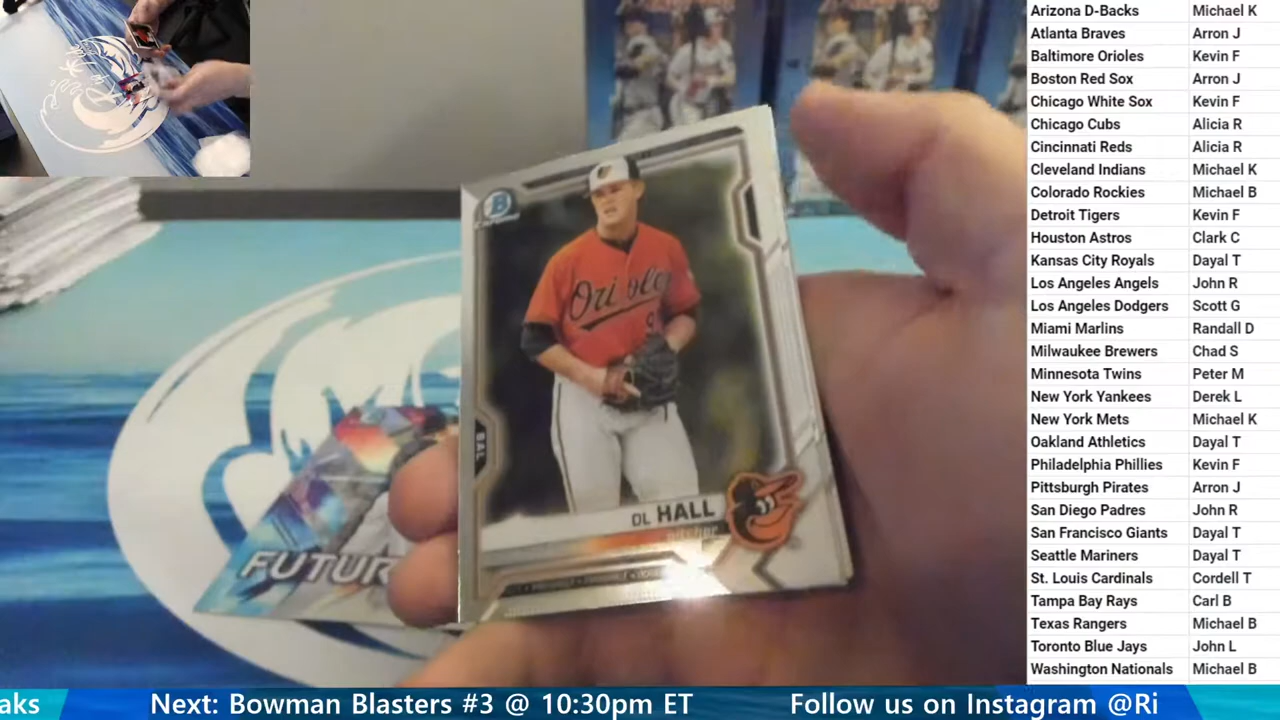 Arizona D-Backs Michael K
Atlanta Braves Arron J
Baltimore Orioles Kevin F
Boston Red Sox Arron J
Chicago White Sox Kevin F
Chicago Cubs Alicia R
Cincinnati Reds Alicia R
Cleveland Indians Michael K
Colorado Rockies Michael B
Detroit Tigers Kevin F
Houston Astros Clark C
Kansas City Royals Dayal T
Los Angeles Angels John R
Los Angeles Dodgers Scott G
Miami Marlins Randall D
Milwaukee Brewers Chad S
Minnesota Twins Peter M
New York Yankees Derek L
New York Mets Michael K
Oakland Athletics Dayal T
Philadelphia Phillies Kevin F
Pittsburgh Pirates Arron J
San Diego Padres John R
San Francisco Giants Dayal T
Seattle Mariners Dayal T
St. Louis Cardinals Cordell T
Tampa Bay Rays Carl B
Texas Rangers Michael B
Toronto Blue Jays John L
Washington Nationals Michael B
B
Orioles
9
BAL
DL HALL
FUTUR
aks Next: Bowman Blasters #3 @ 10:30pm ET Follow us on Instagram @Ri